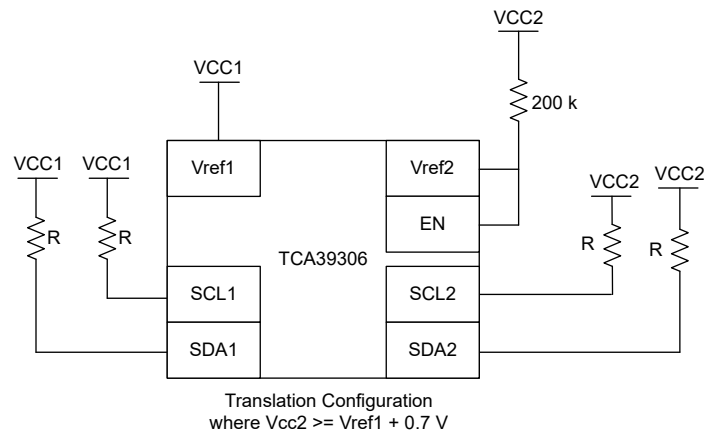 VCC2
VCC1
200 k
VCC1
VCC1
Vref1
Vref2
VCC2
VCC2
EN
R
R
R
R
TCA39306
SCL1
SCL2
SDA1
SDA2
Translation Configuration
where Vcc2 >= Vref1 + 0.7 V